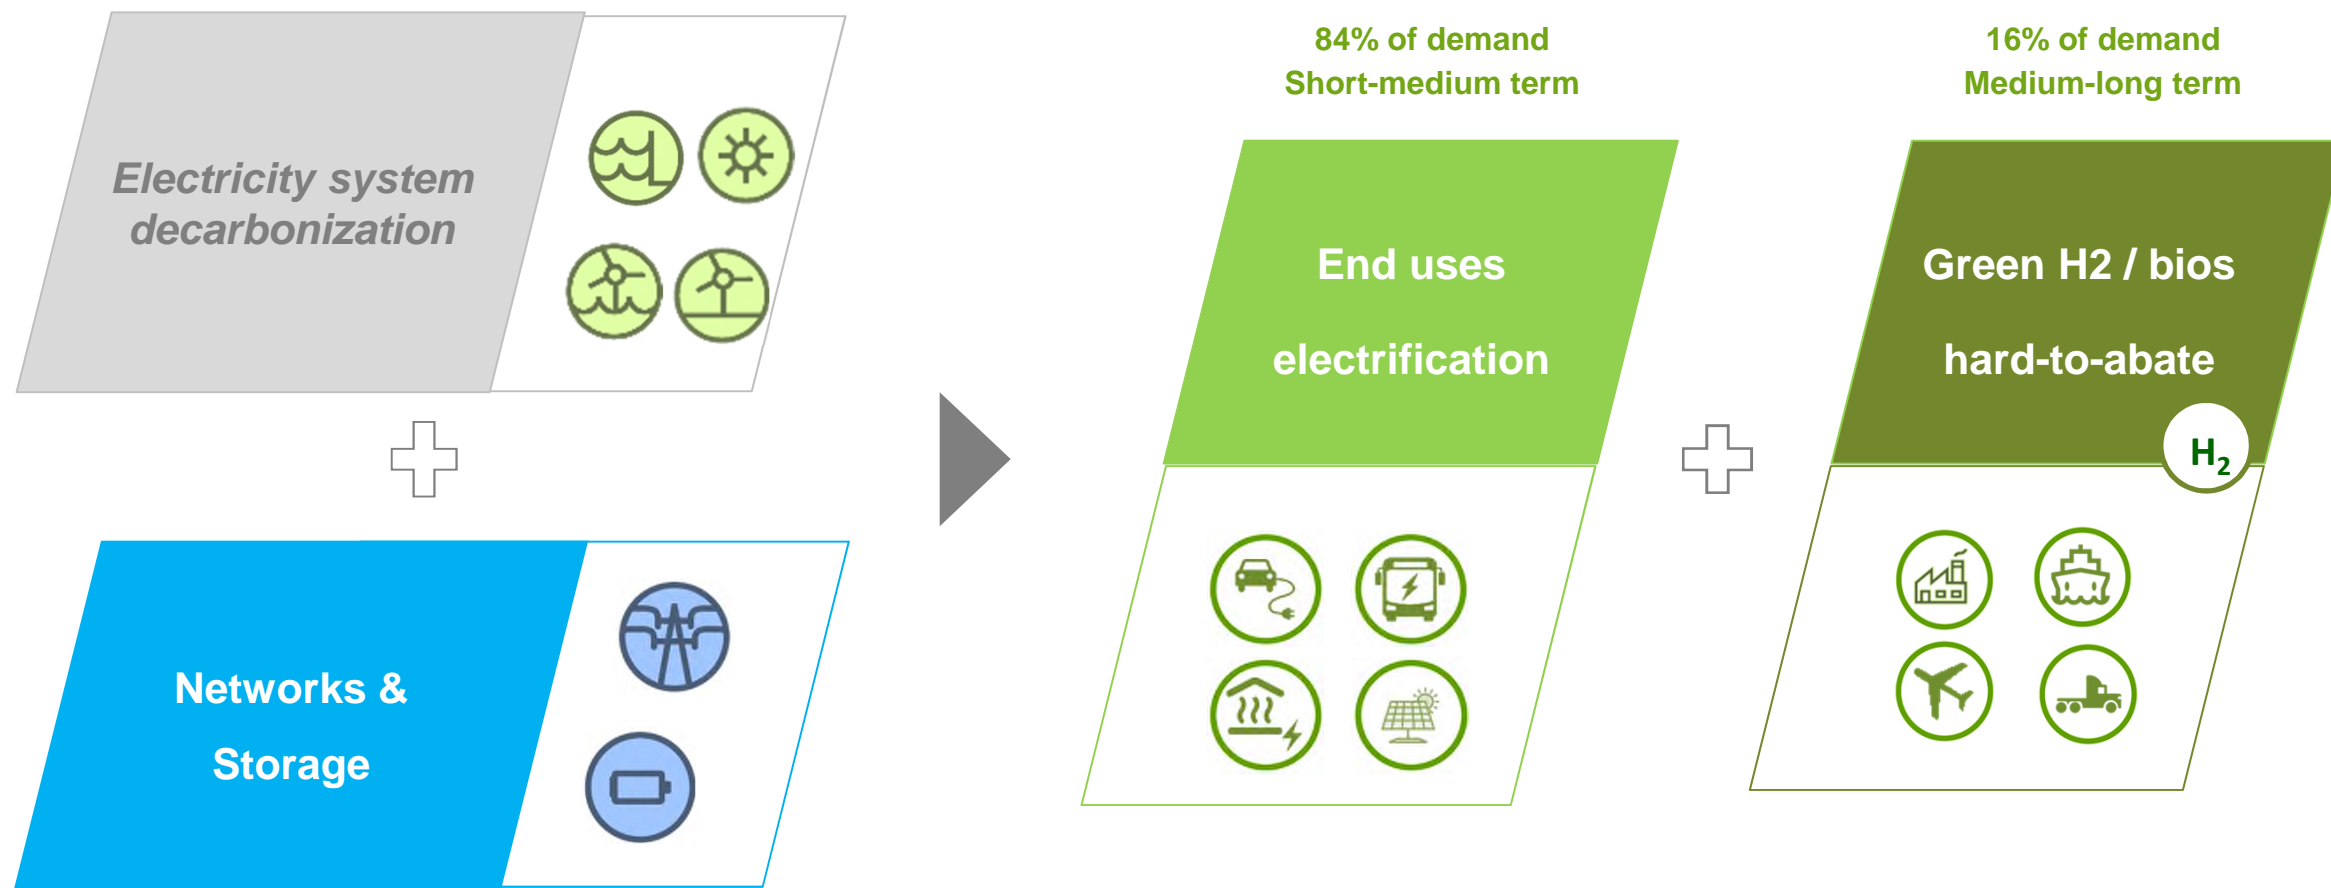 Electricity system
decarbonization
Networks &
Storage
84% of demand
Short-medium term
End uses
electrification
16% of demand
Medium-long term
Green H2 / bios
hard-to-abate
H₂